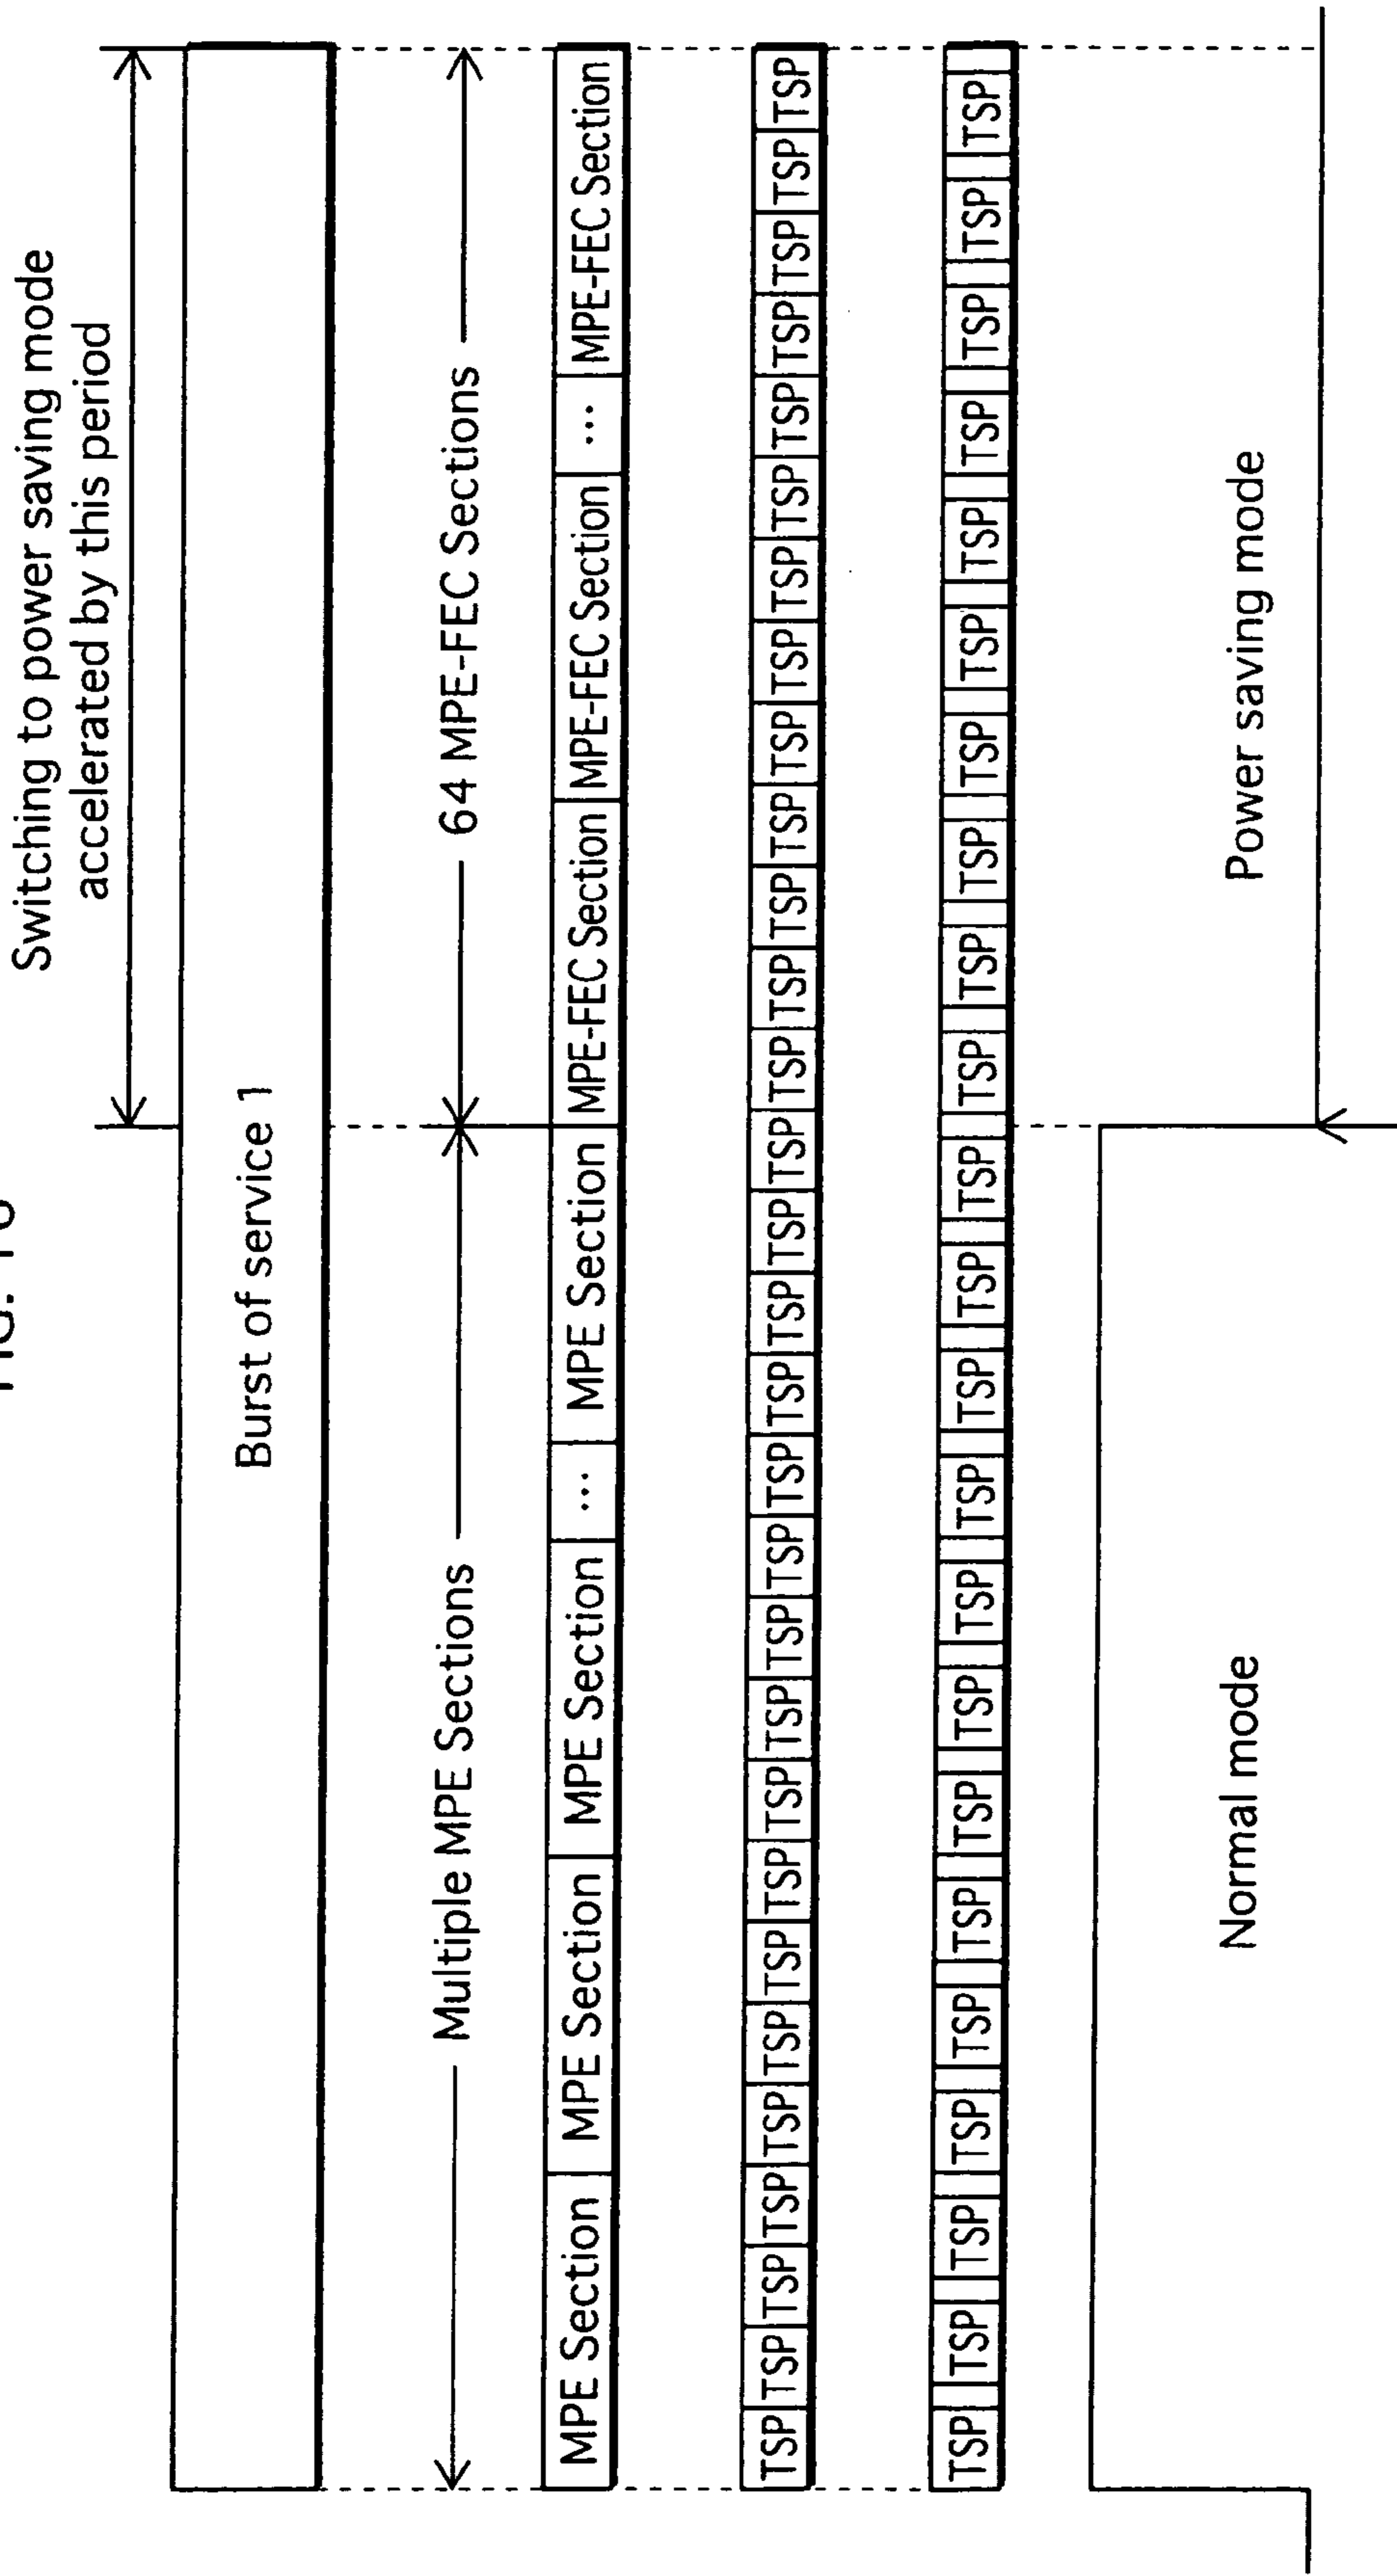 FIG.
Switching to power saving mode
accelerated by this period
Burst of service 1
Multiple MPE Sections
64 MPE-FEC Sections
MPE Section MPE Section MPE Section ... MPE Section MPE-FEC Section MPE-FEC Section ... MPE-FEC Section
TSP TSP TSP TSP TSP TSP TSP TSP TSP TSP TSP TSP TSP TSP TSP TSP TSP TSP TSP TSP TSP TSP TSP TSP TSP TSP TSP TSP TSP TSP
TSP TSP TSP TSP TSP TSP TSP TSP TSP TSP TSP TSP TSP TSP TSP TSP TSP TSP TSP TSP TSP TSP TSP
Normal mode
Power saving mode